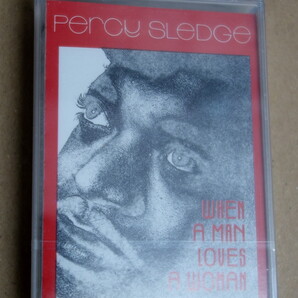 Percy Sledge
WHEN
A MAN
LOVES
A WOMAN